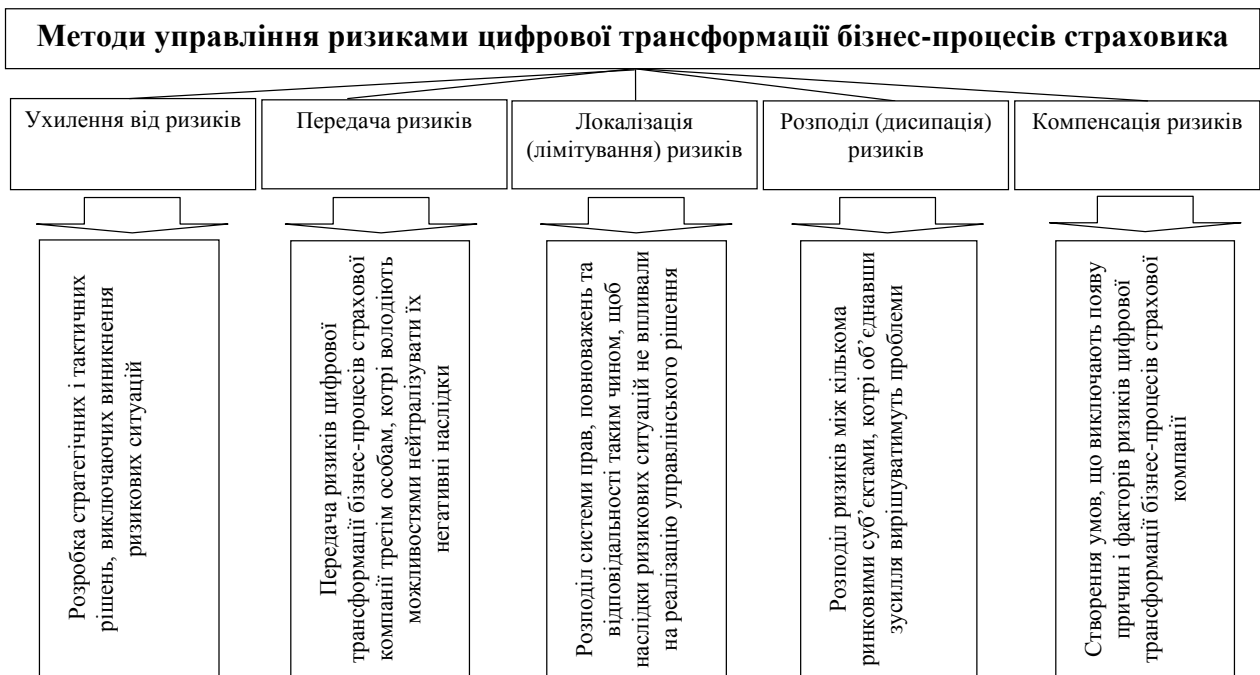 Методи управління ризиками цифрової трансформації бізнес-процесів страховика
Ухилення від ризиків
Передача ризиків
Локалізація
(лімітування) ризиків
Розподіл (дисипація)
ризиків
Компенсація ризиків
Розробка стратегічних і тактичних
рішень, виключаючих виникнення
ризикових ситуацій
Передача ризиків цифрової
трансформації бізнес-процесів страхової
компанії третім особам, котрі володіють
можливостями нейтралізувати їх
негативні наслідки
Розподіл системи прав, повноважень та
відповідальності таким чином, щоб
наслідки ризикових ситуацій не впливали
на реалізацію управлінського рішення
Розподіл ризиків між кількома
ринковими суб’єктами, котрі об’єднавши
зусилля вирішуватимуть проблеми
Створення умов, що виключають появу
причин і факторів ризиків цифрової
трансформації бізнес-процесів страхової
компанії